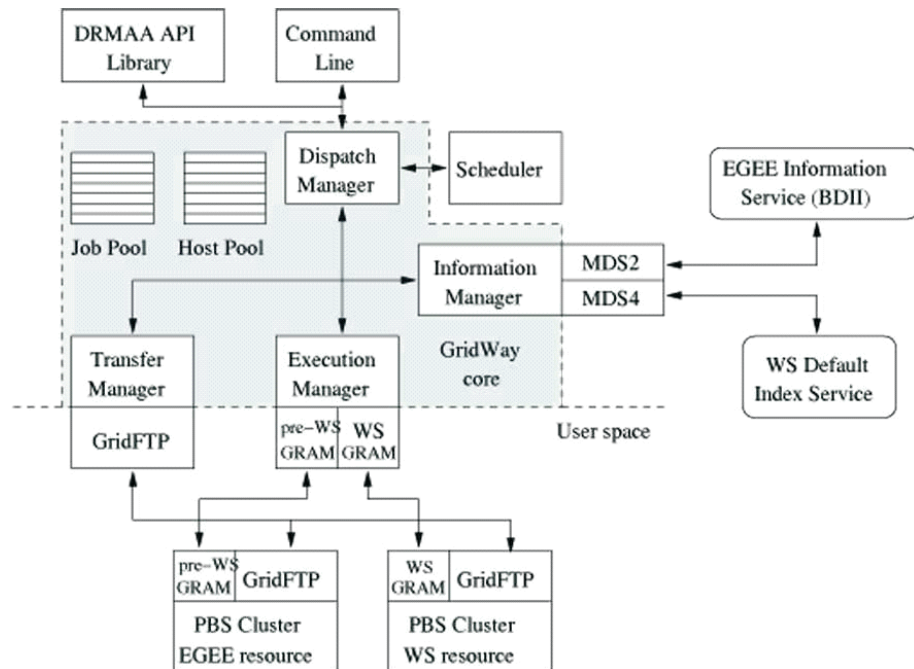 DRMAA API
Library
Command
Line
Dispatch
Manager
Scheduler
Job Pool
Host Pool
EGEE Information
Service (BDII)
Information
Manager
MDS2
MDS4
Transfer
Manager
Execution
Manager
GridWay
core
WS Default
Index Service
GridFTP
pre-WS
GRAM
WS
GRAM
User space
pre-WS
GRAM
GridFTP
PBS Cluster
EGEE resource
WS
GRAM
GridFTP
PBS Cluster
WS resource